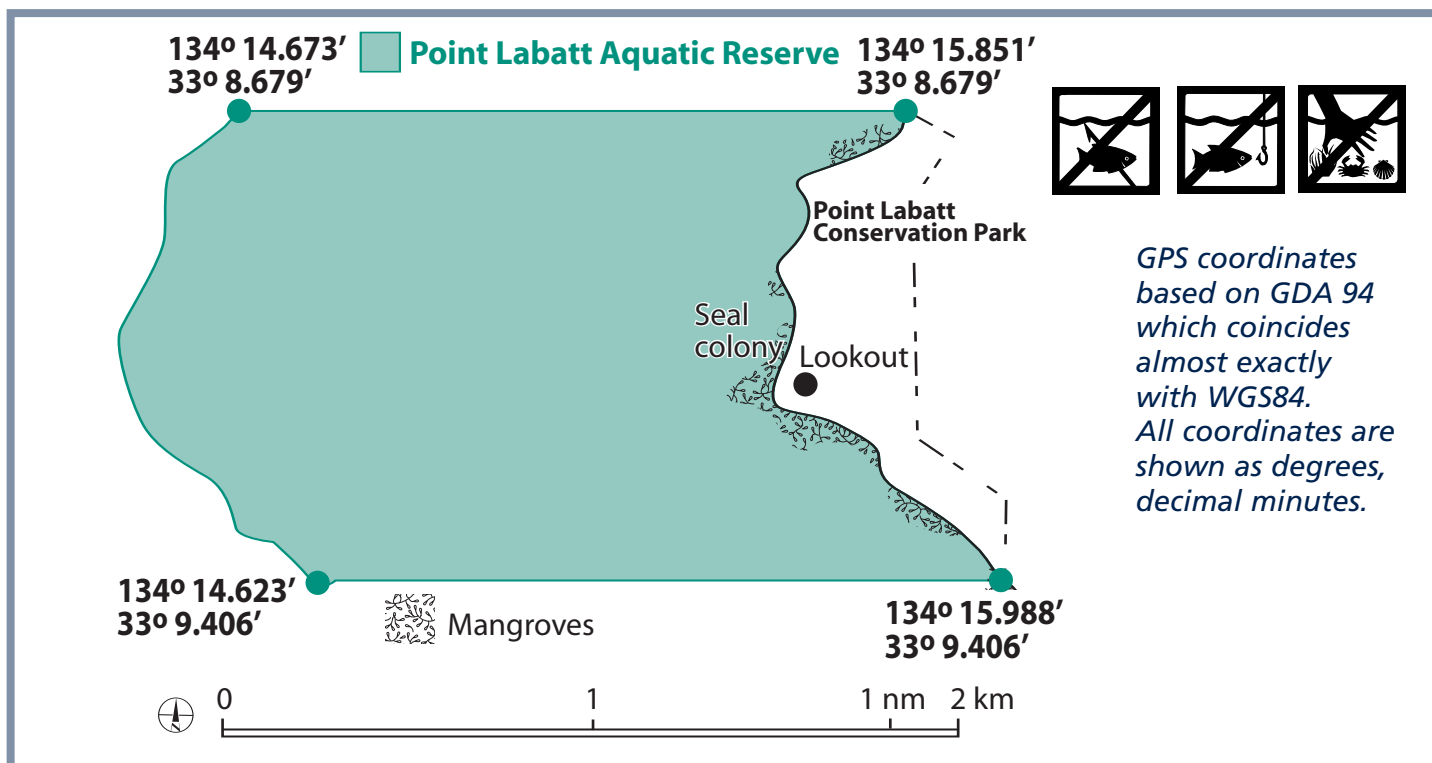 134º 14.673’
33º 8.679’
Point Labatt Aquatic Reserve
134º 15.851’
33º 8.679’
Point Labatt
Conservation Park
GPS coordinates
based on GDA 94
which coincides
almost exactly
with WGS84.
All coordinates are
shown as degrees,
decimal minutes.
Seal
colony
Lookout
134º 14.623’
33º 9.406’
Mangroves
134º 15.988’
33º 9.406’
N
0 1 1 nm 2 km